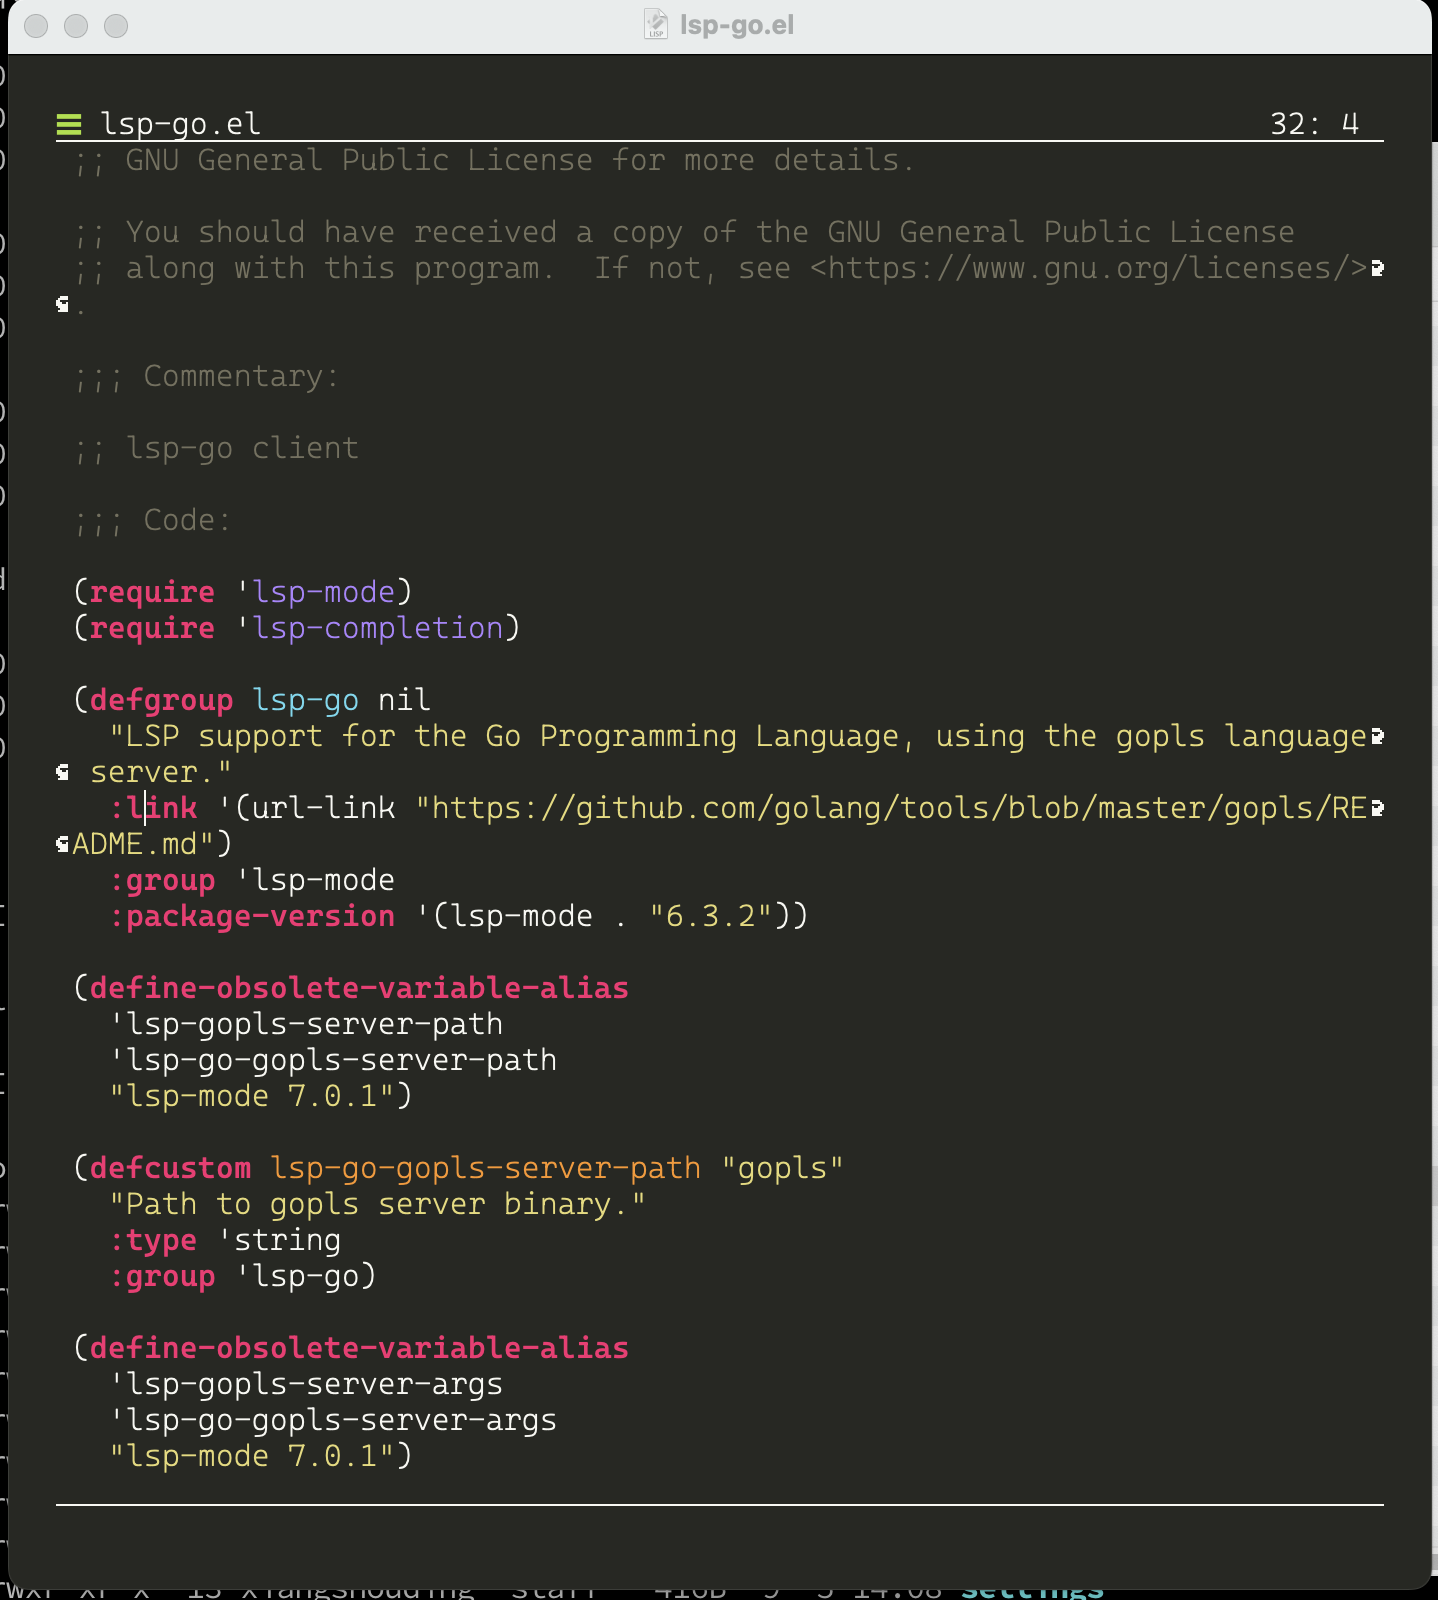 lsp-go.el
lsp-go.el 32: 4
;; GNU General Public License for more details.
;; You should have received a copy of the GNU General Public License
;; along with this program.  If not, see <https://www.gnu.org/licenses/>
.
;;; Commentary:
;; lsp-go client
;;; Code:
(require 'lsp-mode)
(require 'lsp-completion)
(defgroup lsp-go nil
  "LSP support for the Go Programming Language, using the gopls language
 server."
  :link '(url-link "https://github.com/golang/tools/blob/master/gopls/RE
ADME.md")
  :group 'lsp-mode
  :package-version '(lsp-mode . "6.3.2"))
(define-obsolete-variable-alias
  'lsp-gopls-server-path
  'lsp-go-gopls-server-path
  "lsp-mode 7.0.1")
(defcustom lsp-go-gopls-server-path "gopls"
  "Path to gopls server binary."
  :type 'string
  :group 'lsp-go)
(define-obsolete-variable-alias
  'lsp-gopls-server-args
  'lsp-go-gopls-server-args
  "lsp-mode 7.0.1")
settings